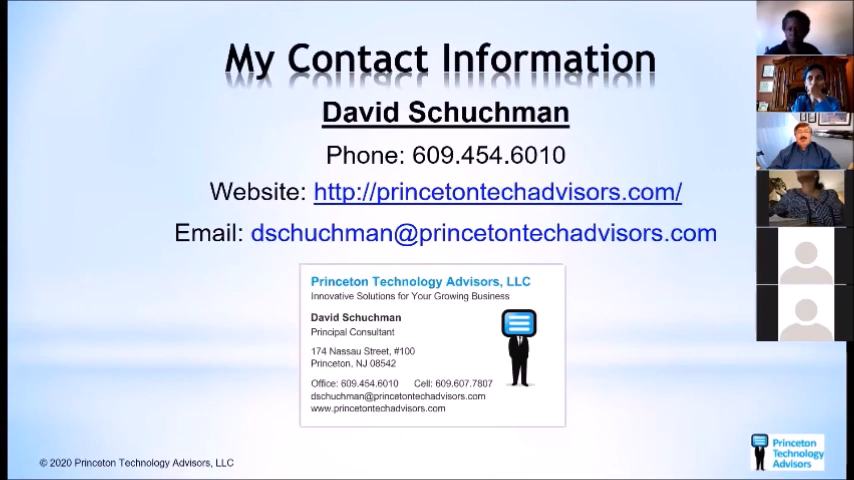 My Contact Information
David Schuchman
Phone: 609.454.6010
Website: http://princetontechadvisors.com/
Email: dschuchman@princetontechadvisors.com
Princeton Technology Advisors, LLC
Innovative Solutions for Your Growing Business
David Schuchman
Principal Consultant
174 Nassau Street, #100
Princeton, NJ 08542
Office: 609.454.6010 Cell: 609.607.7807
dschuchman@princetontechadvisors.com
www.princetontechadvisors.com
© 2020 Princeton Technology Advisors, LLC
Princeton
Technology
Advisors